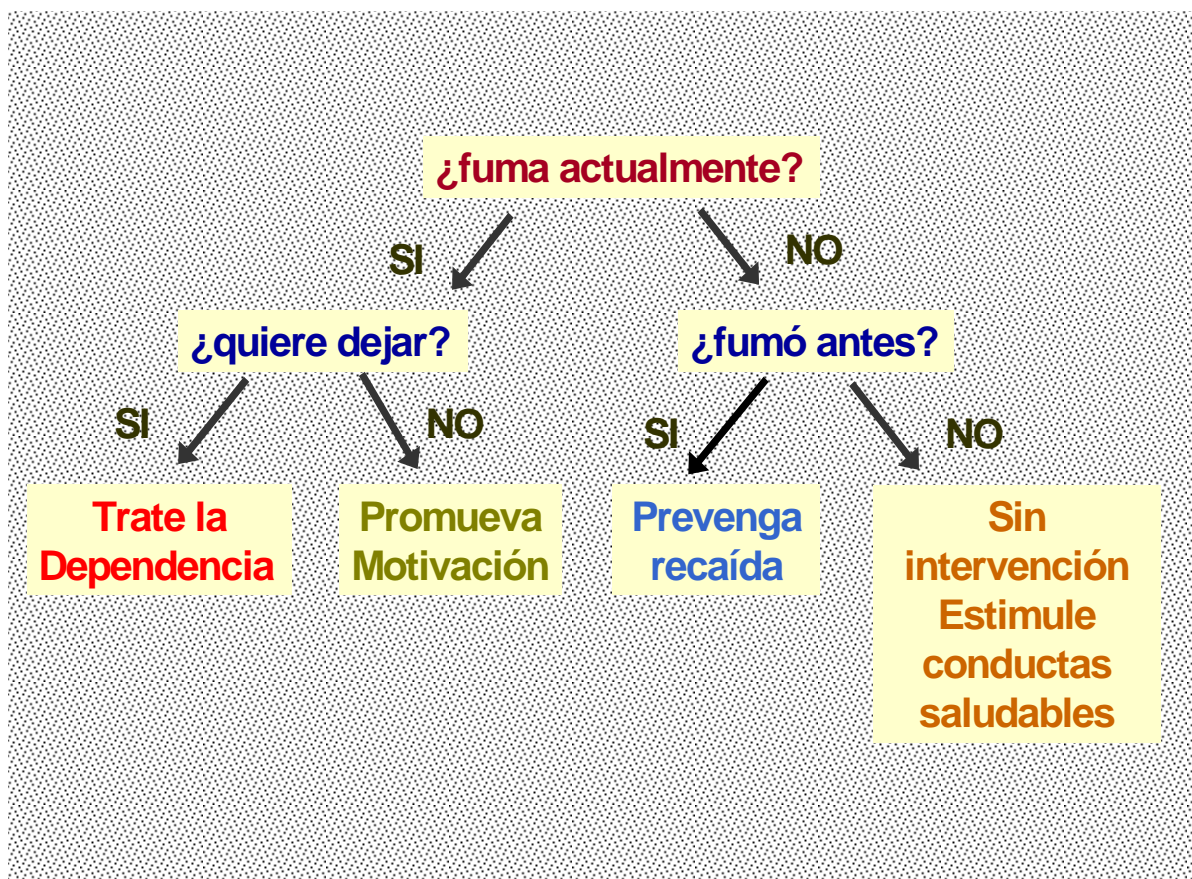 ¿fuma actualmente?
SI
NO
¿quiere dejar?
¿fumó antes?
SI
NO
SI
NO
Trate la
Dependencia
Promueva
Motivación
Prevenga
recaída
Sin
intervención
Estimule
conductas
saludables